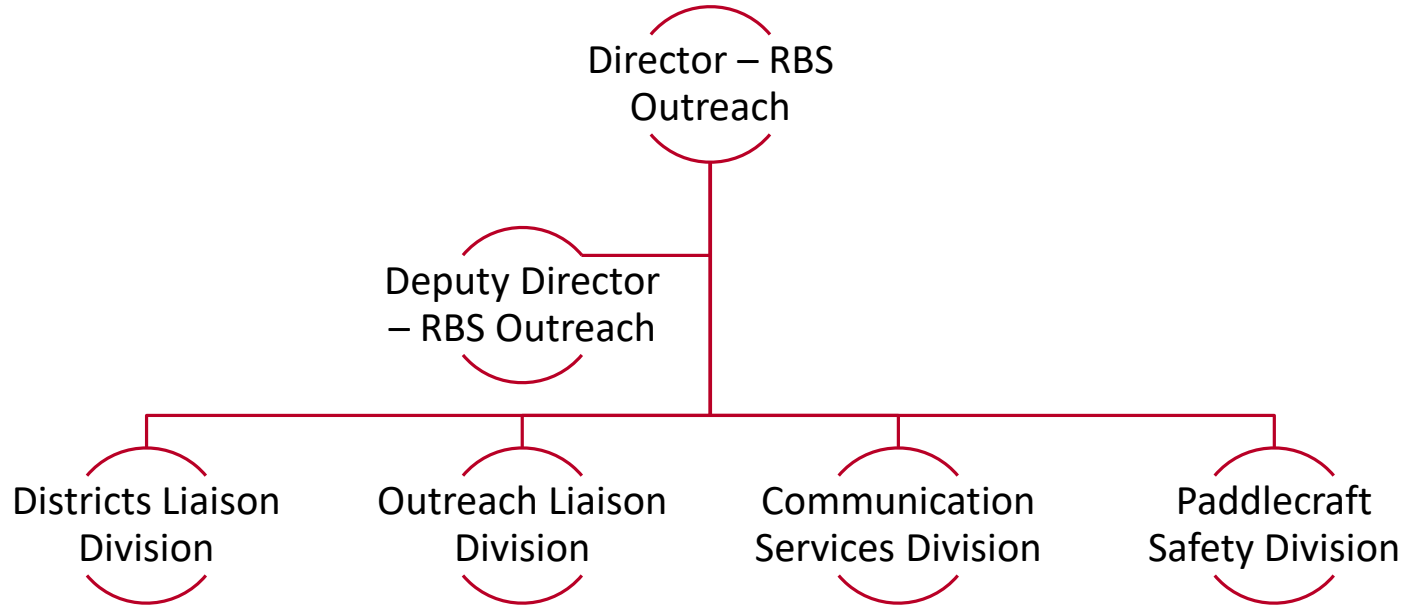 Director – RBS
Outreach
Deputy Director
– RBS Outreach
Districts Liaison
Division
Outreach Liaison
Division
Communication
Services Division
Paddlecraft
Safety Division